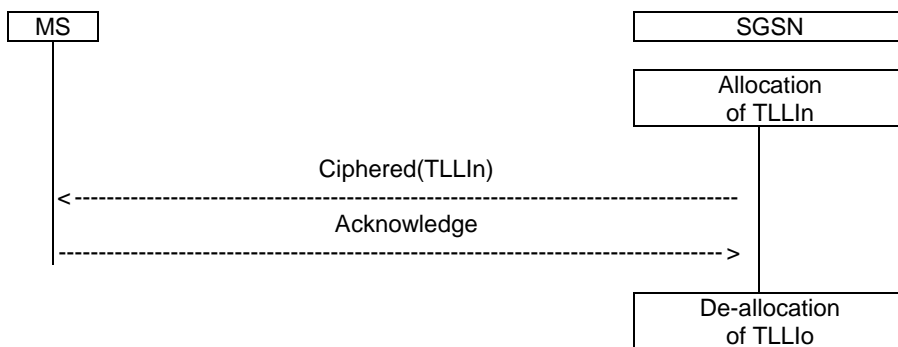 MS
SGSN
Allocation
of TLLIn
Ciphered(TLLIn)
Acknowledge
De-allocation
of TLLIo